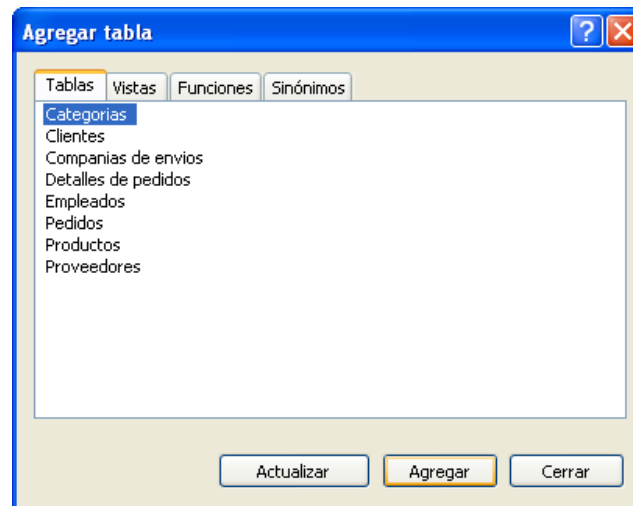 Agregar tabla
Tablas Vistas Funciones Sinónimos
Categorias
Clientes
Companias de envios
Detalles de pedidos
Empleados
Pedidos
Productos
Proveedores
Actualizar Agregar Cerrar